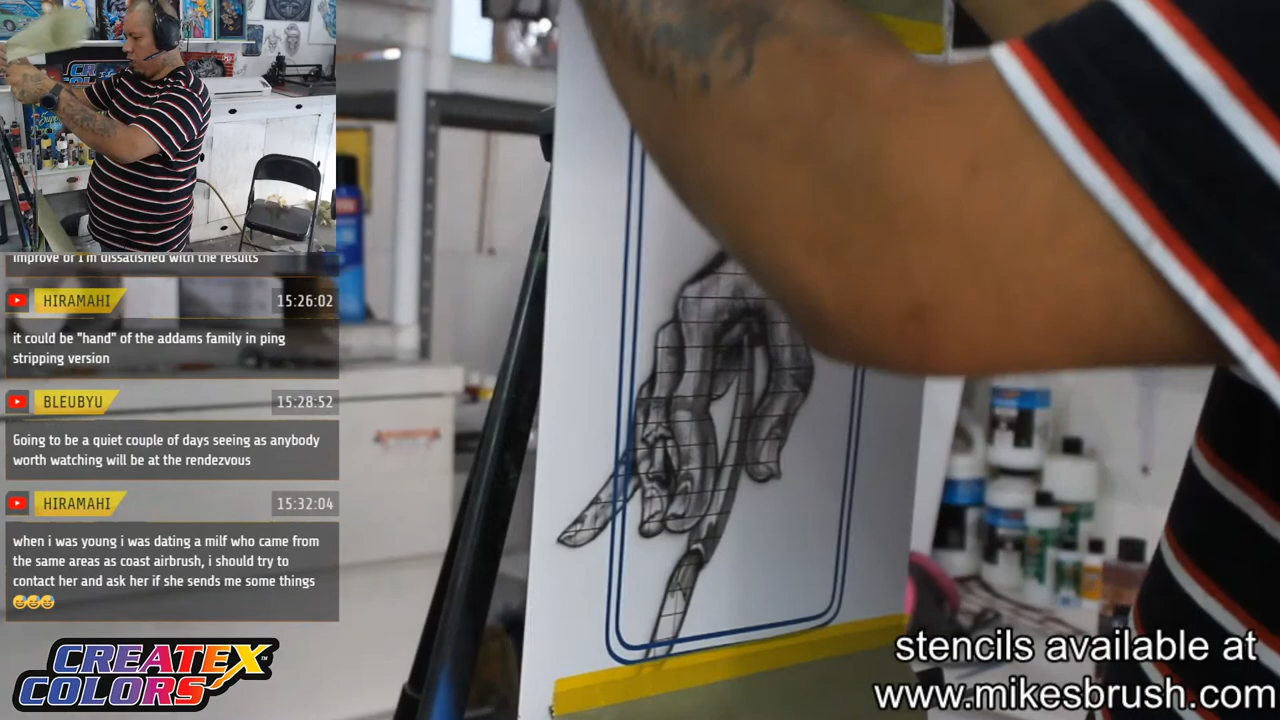 improve or I'm dissatisfied with the results
HIRAMAHI
15:26:02
it could be "hand" of the addams family in ping
stripping version
BLEUBYU
15:28:52
Going to be a quiet couple of days seeing as anybody
worth watching will be at the rendezvous
HIRAMAHI
15:32:04
when i was young i was dating a milf who came from
the same areas as coast airbrush, i should try to
contact her and ask her if she sends me some things
CREATEX
COLORS
stencils available at
www.mikesbrush.com